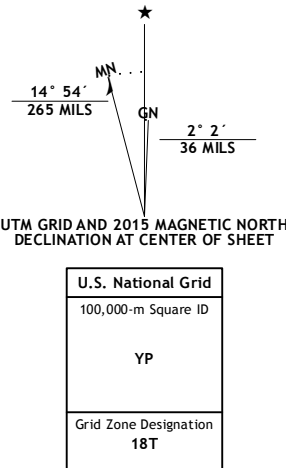 ★
MN
14° 54´
265 MILS
GN
2° 2´
36 MILS
UTM GRID AND 2015 MAGNETIC NORTH
DECLINATION AT CENTER OF SHEET
U.S. National Grid
100,000-m Square ID
YP
Grid Zone Designation
18T